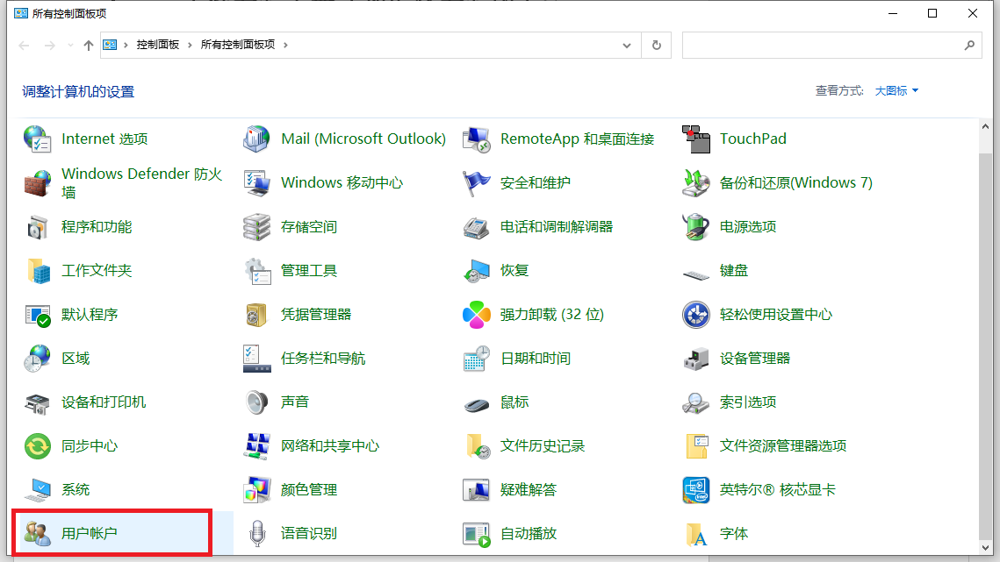 所有控制面板项
控制面板 所有控制面板项
调整计算机的设置
查看方式: 大图标
Internet 选项
Mail (Microsoft Outlook)
RemoteApp 和桌面连接
TouchPad
Windows Defender 防火
墙
Windows 移动中心
安全和维护
备份和还原(Windows 7)
程序和功能
存储空间
电话和调制解调器
电源选项
工作文件夹
管理工具
恢复
键盘
默认程序
凭据管理器
强力卸载 (32 位)
轻松使用设置中心
区域
任务栏和导航
日期和时间
设备管理器
设备和打印机
声音
鼠标
索引选项
同步中心
网络和共享中心
文件历史记录
文件资源管理器选项
系统
颜色管理
疑难解答
英特尔® 核芯显卡
用户帐户
语音识别
自动播放
字体